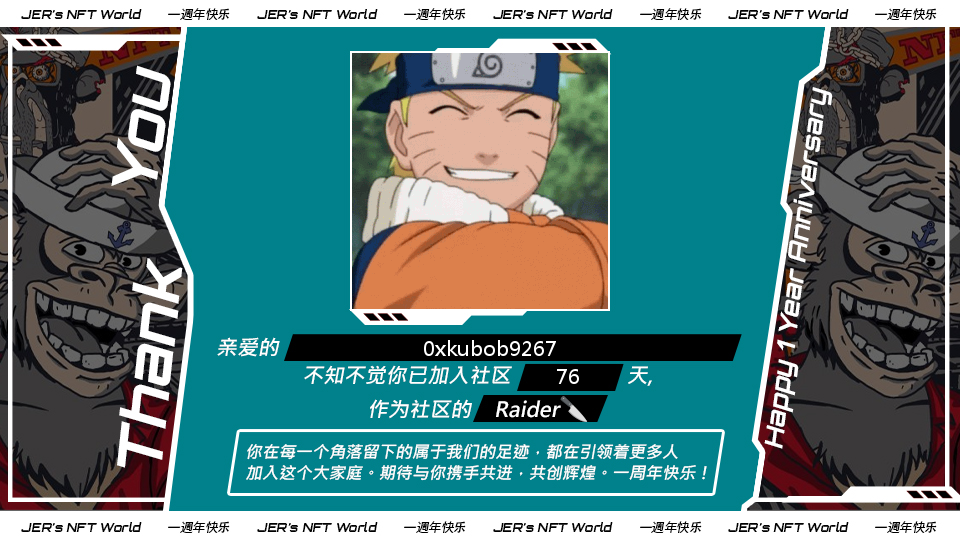 JER's NFT World 一週年快乐 JER's NFT World 一週年快乐 JER's NFT World 一週年快乐 JER's NFT World 一週年快乐
Thank You
亲爱的 0xkubob9267
不知不觉你已加入社区 76 天,
作为社区的 Raider
你在每一个角落留下的属于我们的足迹，都在引领着更多人
加入这个大家庭。期待与你携手共进，共创辉煌。一周年快乐！
Happy 1 Year Anniversary
JER's NFT World 一週年快乐 JER's NFT World 一週年快乐 JER's NFT World 一週年快乐 JER's NFT World 一週年快乐